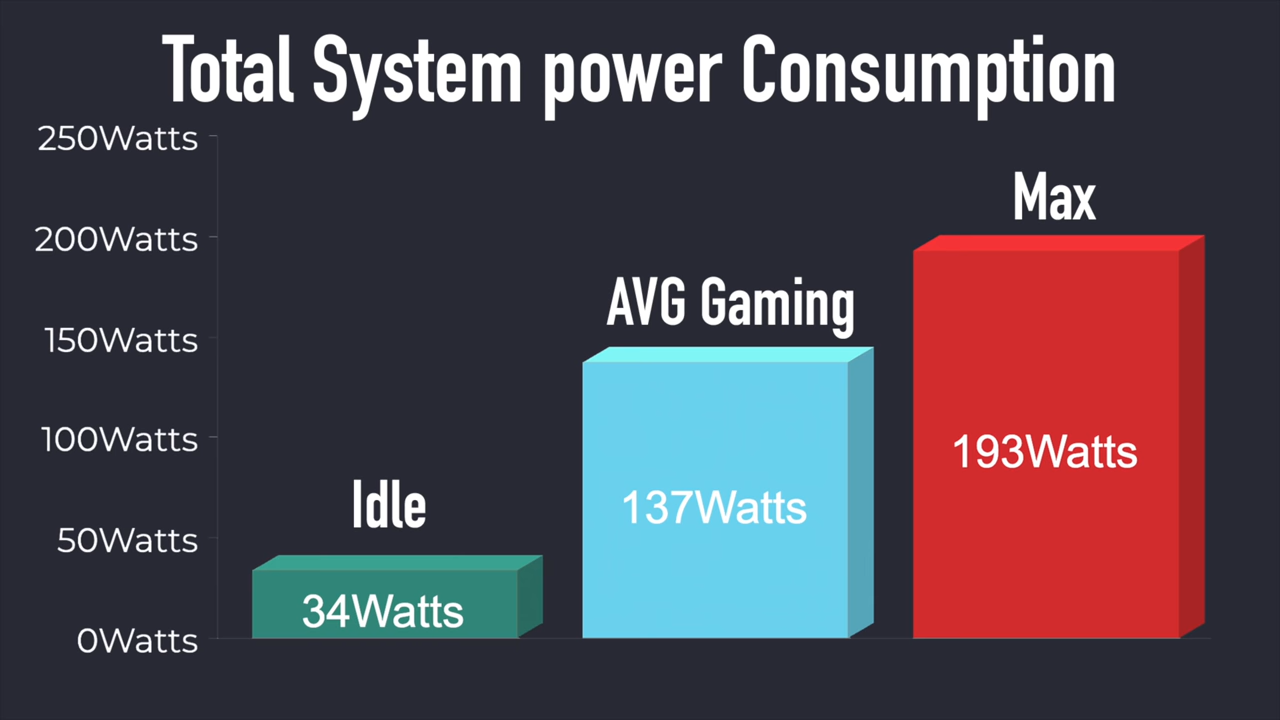 Total System power Consumption
250Watts
200Watts
150Watts
100Watts
50Watts
0Watts
Idle
34Watts
AVG Gaming
137Watts
Max
193Watts